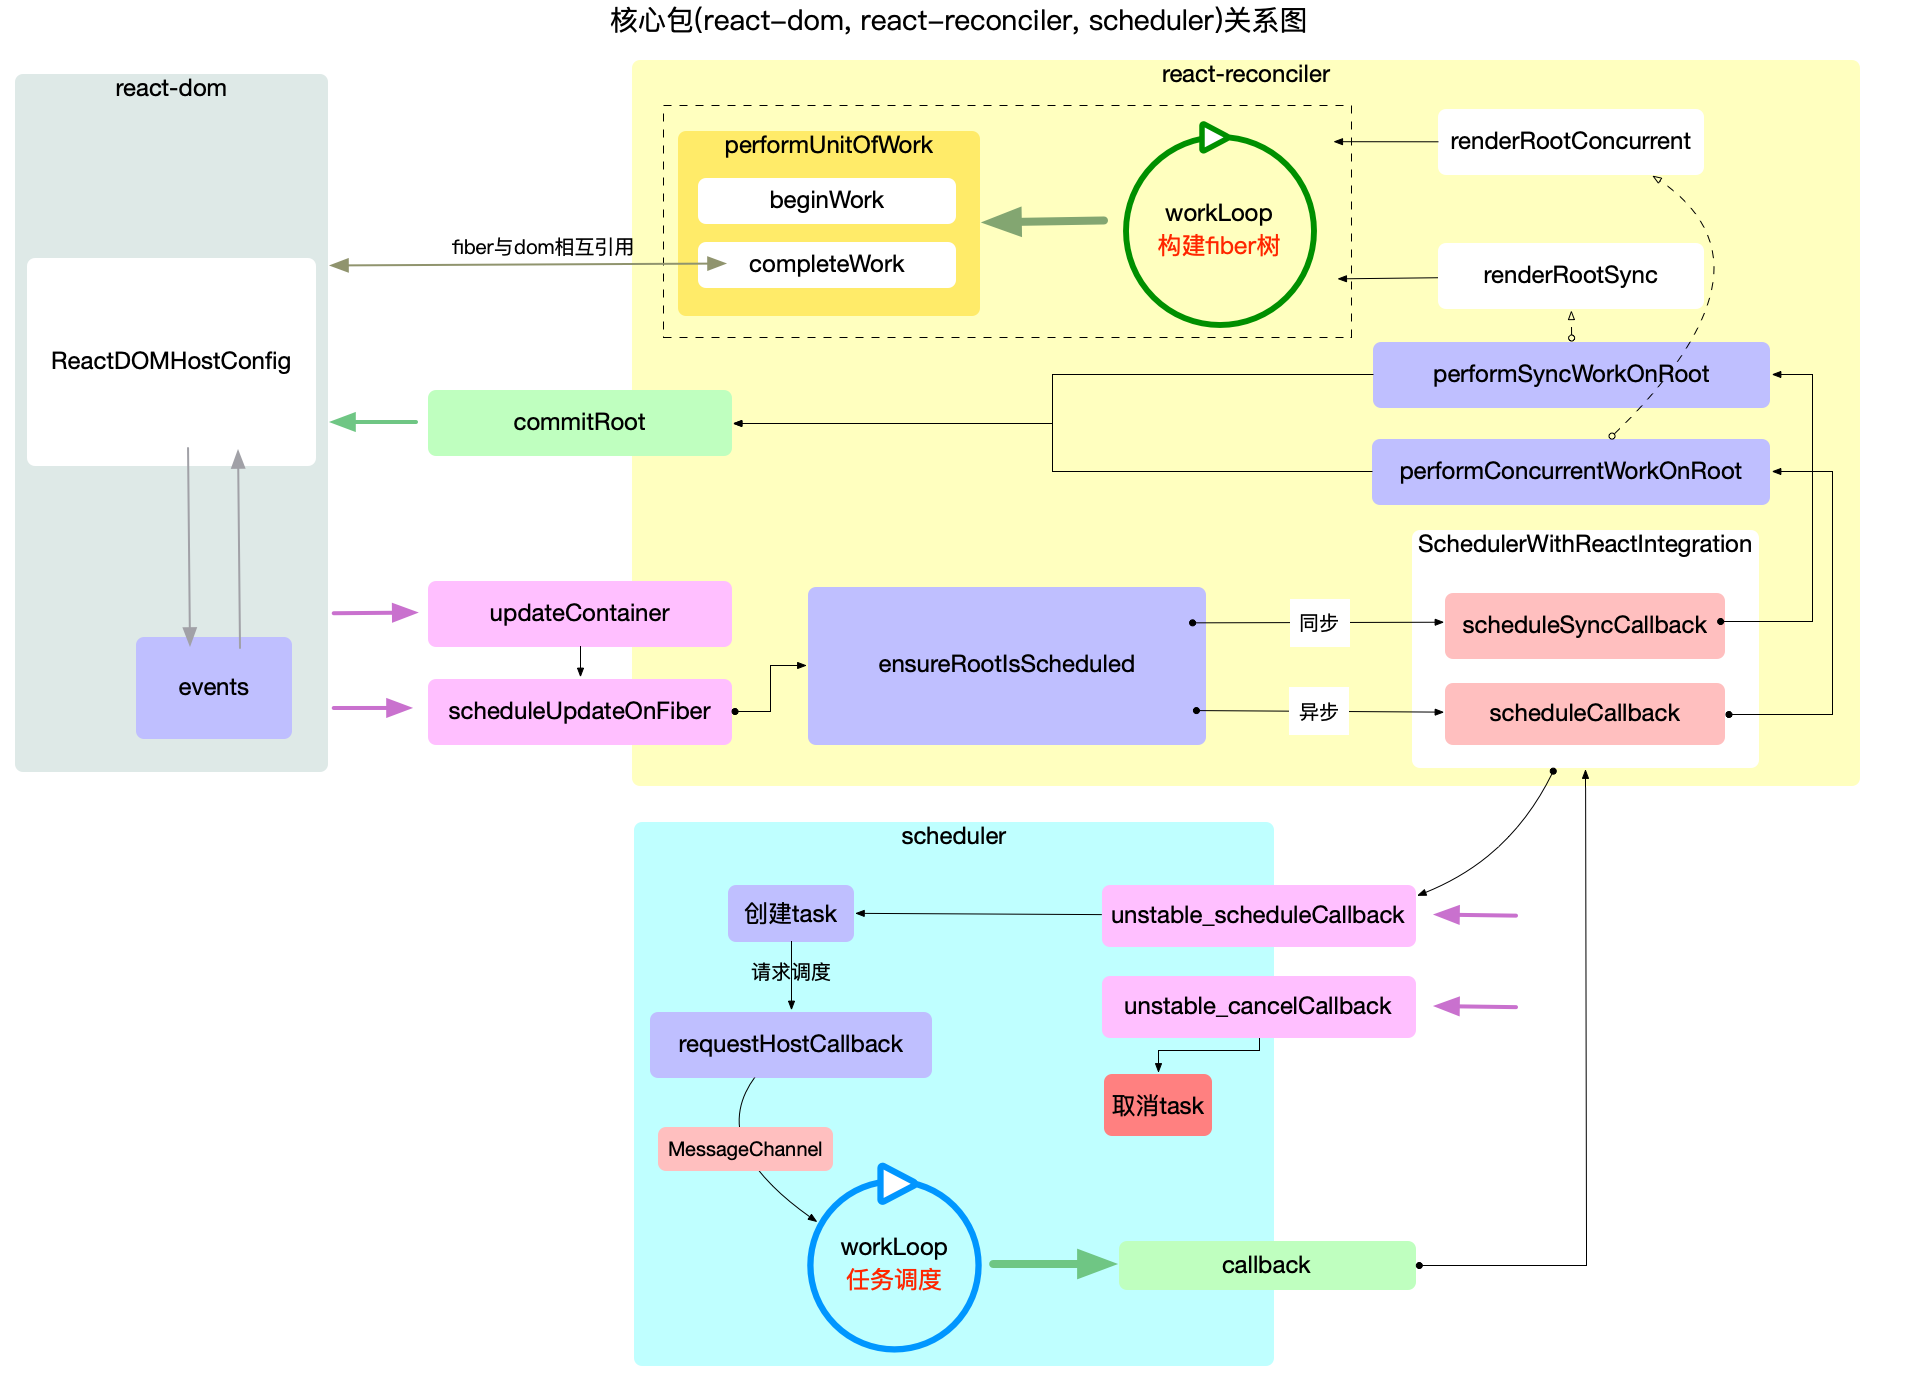 核心包(react-dom, react-reconciler, scheduler)关系图
react-dom
ReactDOMHostConfig
events
react-reconciler
performUnitOfWork
beginWork
completeWork
fiber与dom相互引用
workLoop
构建fiber树
renderRootConcurrent
renderRootSync
performSyncWorkOnRoot
performConcurrentWorkOnRoot
commitRoot
updateContainer
scheduleUpdateOnFiber
ensureRootIsScheduled
同步
异步
SchedulerWithReactIntegration
scheduleSyncCallback
scheduleCallback
scheduler
创建task
unstable_scheduleCallback
请求调度
unstable_cancelCallback
requestHostCallback
取消task
MessageChannel
workLoop
任务调度
callback